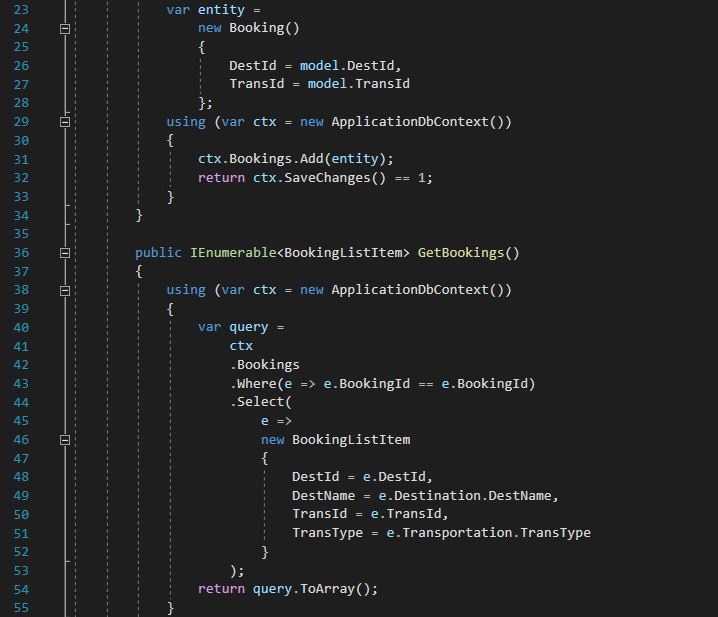 23 var entity =
24 new Booking()
25 {
26 DestId = model.DestId,
27 TransId = model.TransId
28 };
29 using (var ctx = new ApplicationDbContext())
30 {
31 ctx.Bookings.Add(entity);
32 return ctx.SaveChanges() == 1;
33 }
34 }
35
36 public IEnumerable<BookingListItem> GetBookings()
37 {
38 using (var ctx = new ApplicationDbContext())
39 {
40 var query =
41 ctx
42 .Bookings
43 .Where(e => e.BookingId == e.BookingId)
44 .Select(
45 e =>
46 new BookingListItem
47 {
48 DestId = e.DestId,
49 DestName = e.Destination.DestName,
50 TransId = e.TransId,
51 TransType = e.Transportation.TransType
52 }
53 );
54 return query.ToArray();
55 }